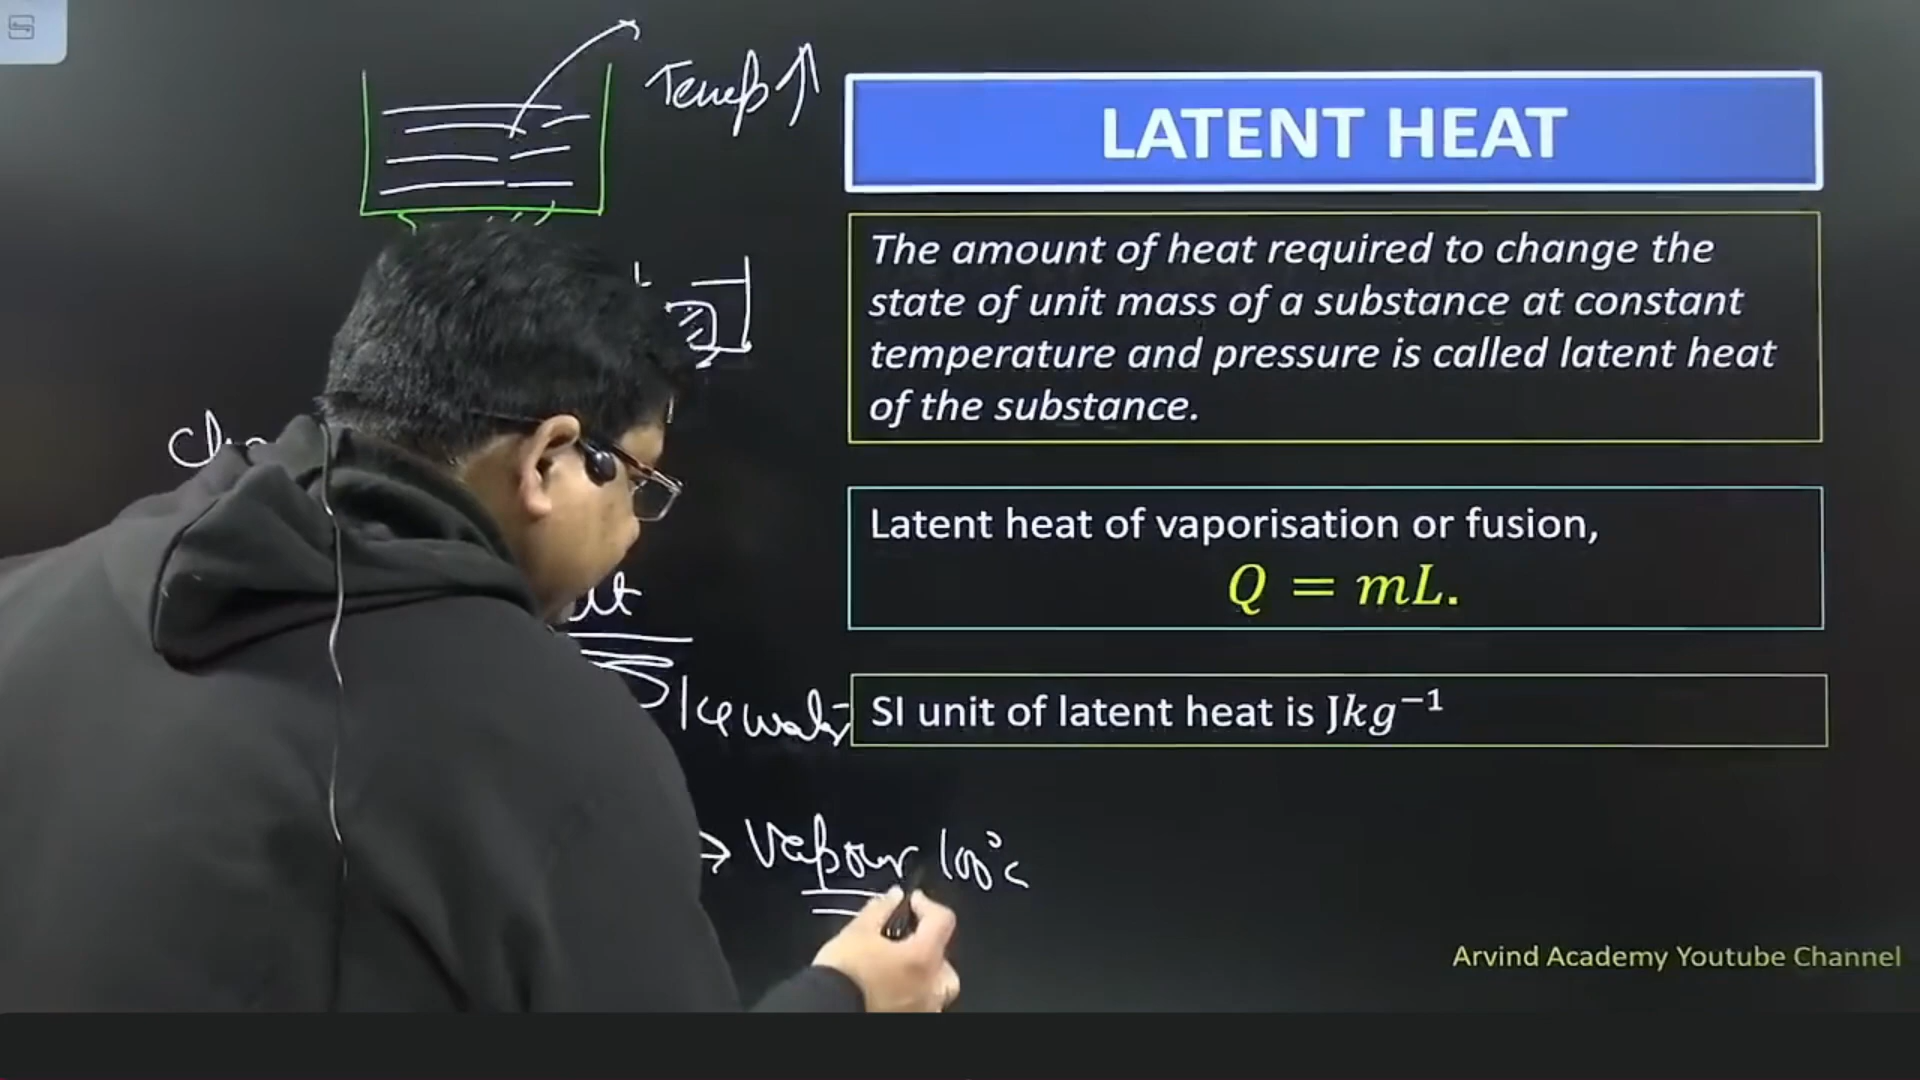 Temp ↑
LATENT HEAT
The amount of heat required to change the
state of unit mass of a substance at constant
temperature and pressure is called latent heat
of the substance.
Latent heat of vaporisation or fusion,
Q = mL.
Ice water
SI unit of latent heat is Jkg⁻¹
→ Vapour 100°C
Arvind Academy Youtube Channel